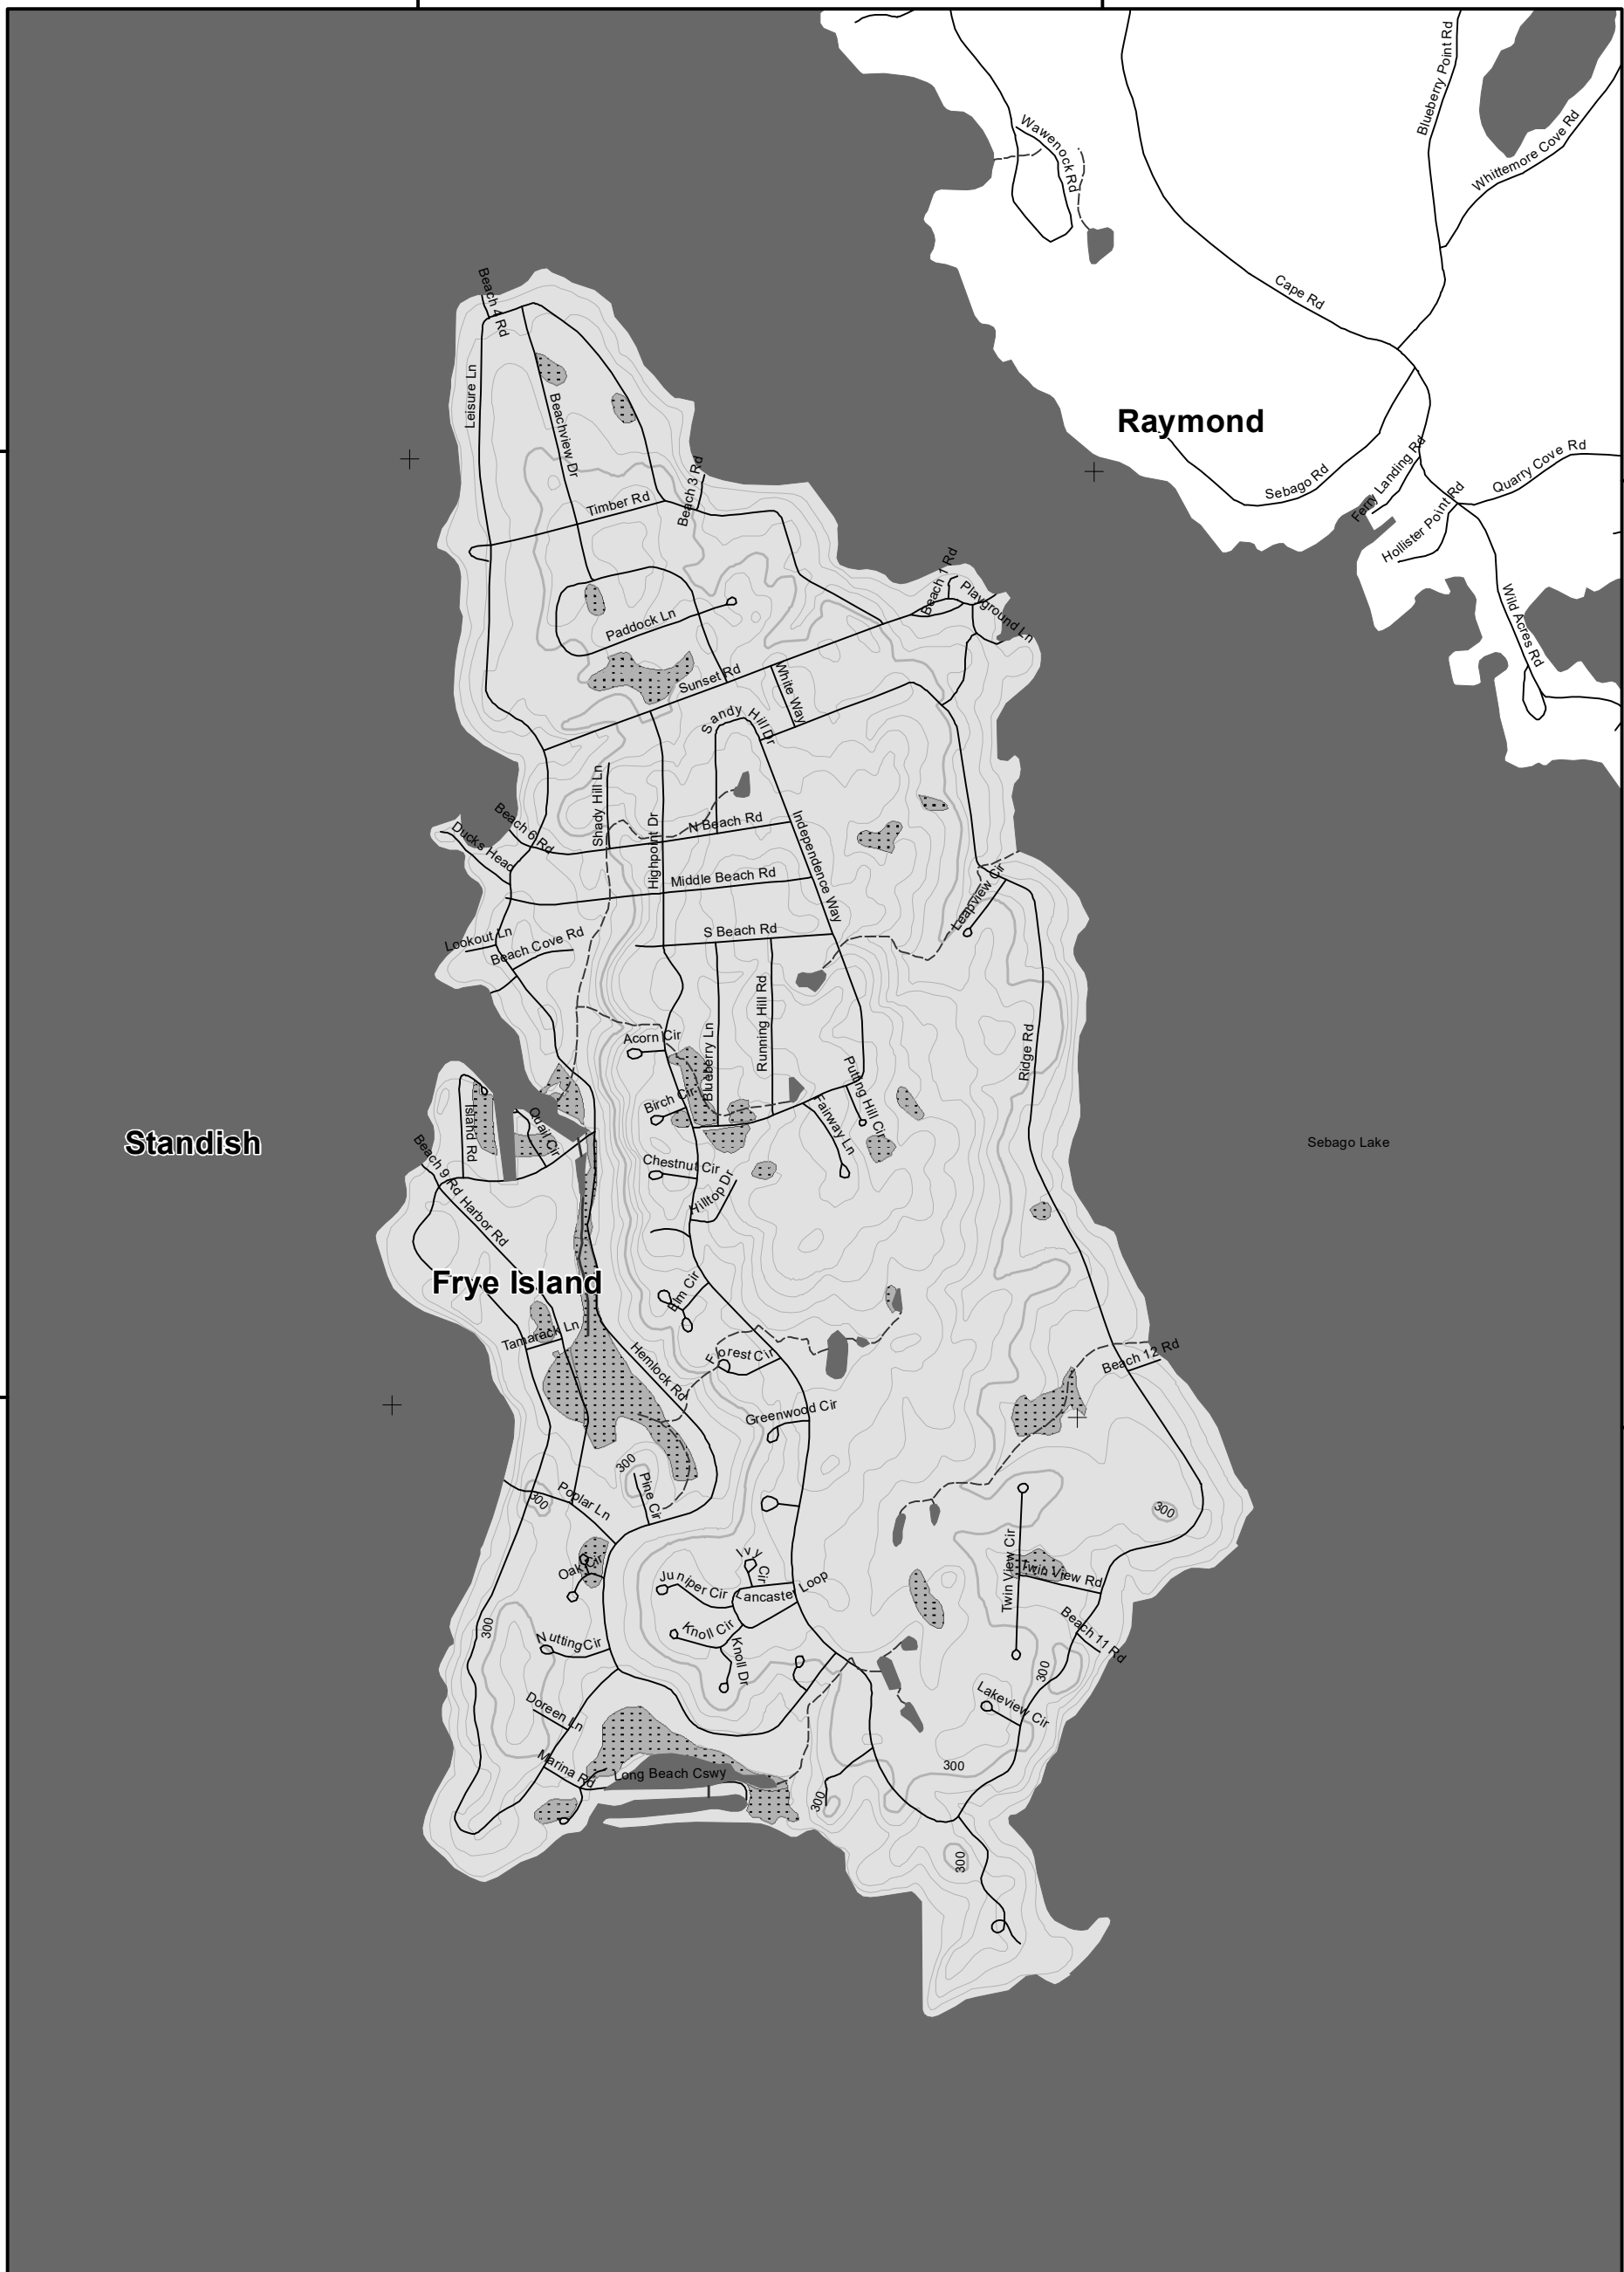 Blueberry Point Rd
Whittemore Cove Rd
Wawenock Rd
Cape Rd
Raymond
Sebago Rd
Ferry Landing Rd
Quarry Cove Rd
Hollister Point Rd
Wild Acres Rd
Beach 4 Rd
Leisure Ln
Beachview Dr
Timber Rd
Beach 3 Rd
Beach 1 Rd
Playground Ln
Paddock Ln
Sunset Rd
White Way
Sandy Hill Dr
Shady Hill Ln
Highpoint Dr
N Beach Rd
Independence Way
Beach 6 Rd
Ducks Head
Middle Beach Rd
Leapview Cir
Lookout Ln
Beach Cove Rd
S Beach Rd
Running Hill Rd
Blueberry Ln
Acorn Cir
Ridge Rd
Birch Cir
Putting Hill Cir
Fairway Ln
Island Rd
Quail Cir
Standish
Sebago Lake
Beach 9 Rd
Harbor Rd
Chestnut Cir
Hilltop Dr
Frye Island
Elm Cir
Tamarack Ln
Hemlock Rd
Forest Cir
Beach 12 Rd
Greenwood Cir
300
Pine Cir
300
Poplar Ln
300
Oak Cir
Ivy Cir
Juniper Cir
Lancaster Loop
Twin View Cir
Twin View Rd
300
Knoll Cir
Knoll Dr
Nutting Cir
Beach 11 Rd
300
Lakeview Cir
Doreen Ln
Marina Rd
Long Beach Cswy
300
300
300